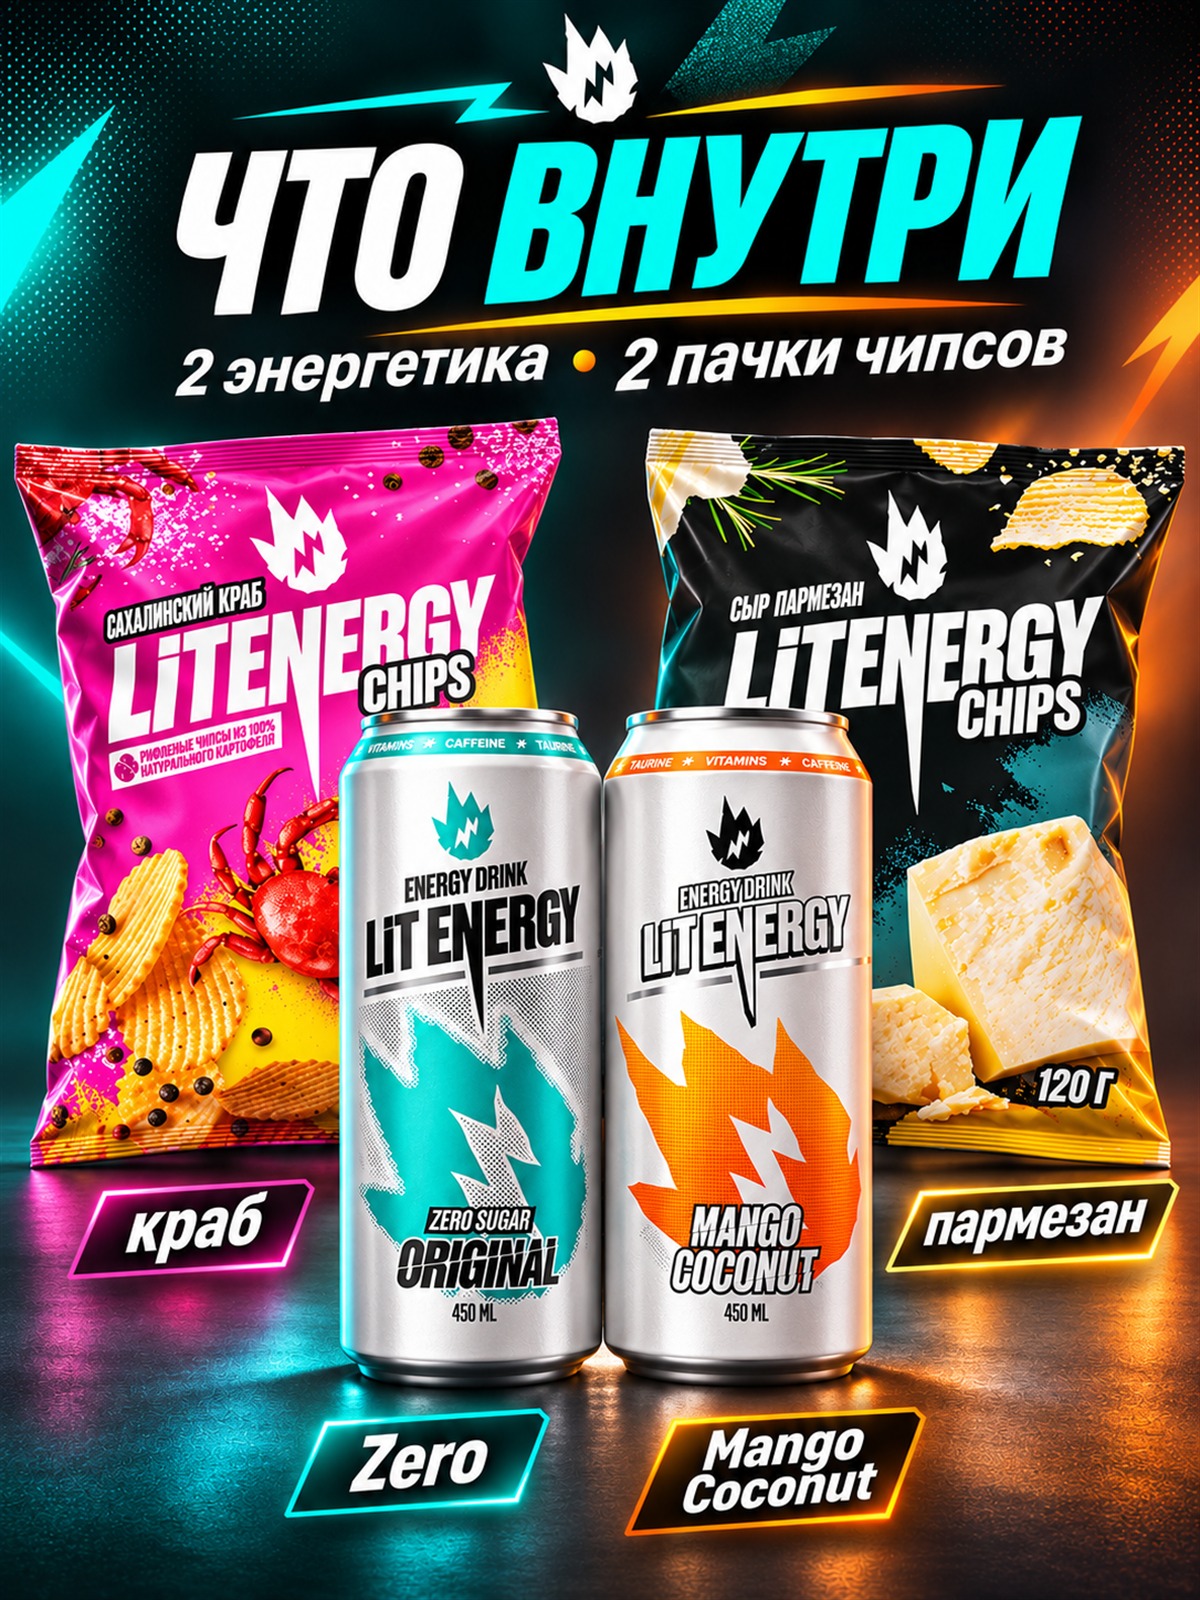 ЧТО ВНУТРИ
2 энергетика • 2 пачки чипсов
САХАЛИНСКИЙ КРАБ
LiTENERGY
CHIPS
РИФЛЕНЫЕ ЧИПСЫ ИЗ 100%
НАТУРАЛЬНОГО КАРТОФЕЛЯ
СЫР ПАРМЕЗАН
LiTENERGY
CHIPS
120 Г
VITAMINS * CAFFEINE * TAURINE
ENERGY DRINK
LiT ENERGY
ZERO SUGAR
ORIGINAL
450 ML
TAURINE * VITAMINS * CAFFEINE
ENERGY DRINK
LiT ENERGY
MANGO
COCONUT
450 ML
краб
пармезан
Zero
Mango
Coconut